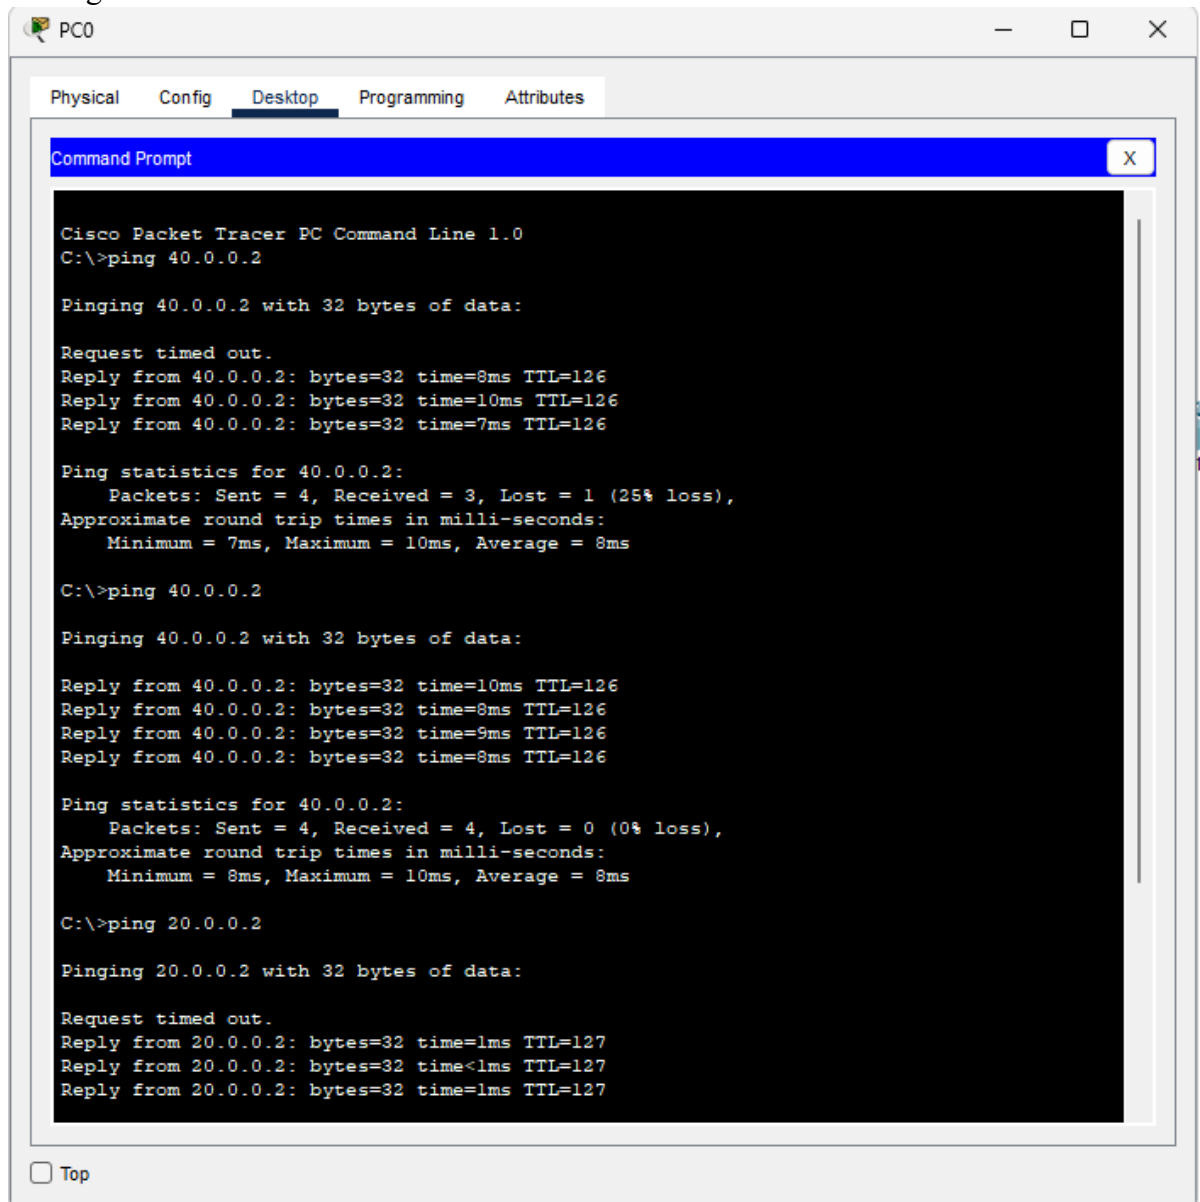 PC0
Physical Config Desktop Programming Attributes
Command Prompt
X
Cisco Packet Tracer PC Command Line 1.0
C:\>ping 40.0.0.2
Pinging 40.0.0.2 with 32 bytes of data:
Request timed out.
Reply from 40.0.0.2: bytes=32 time=8ms TTL=126
Reply from 40.0.0.2: bytes=32 time=10ms TTL=126
Reply from 40.0.0.2: bytes=32 time=7ms TTL=126
Ping statistics for 40.0.0.2:
    Packets: Sent = 4, Received = 3, Lost = 1 (25% loss),
Approximate round trip times in milli-seconds:
    Minimum = 7ms, Maximum = 10ms, Average = 8ms
C:\>ping 40.0.0.2
Pinging 40.0.0.2 with 32 bytes of data:
Reply from 40.0.0.2: bytes=32 time=10ms TTL=126
Reply from 40.0.0.2: bytes=32 time=8ms TTL=126
Reply from 40.0.0.2: bytes=32 time=9ms TTL=126
Reply from 40.0.0.2: bytes=32 time=8ms TTL=126
Ping statistics for 40.0.0.2:
    Packets: Sent = 4, Received = 4, Lost = 0 (0% loss),
Approximate round trip times in milli-seconds:
    Minimum = 8ms, Maximum = 10ms, Average = 8ms
C:\>ping 20.0.0.2
Pinging 20.0.0.2 with 32 bytes of data:
Request timed out.
Reply from 20.0.0.2: bytes=32 time=1ms TTL=127
Reply from 20.0.0.2: bytes=32 time<1ms TTL=127
Reply from 20.0.0.2: bytes=32 time=1ms TTL=127
Top